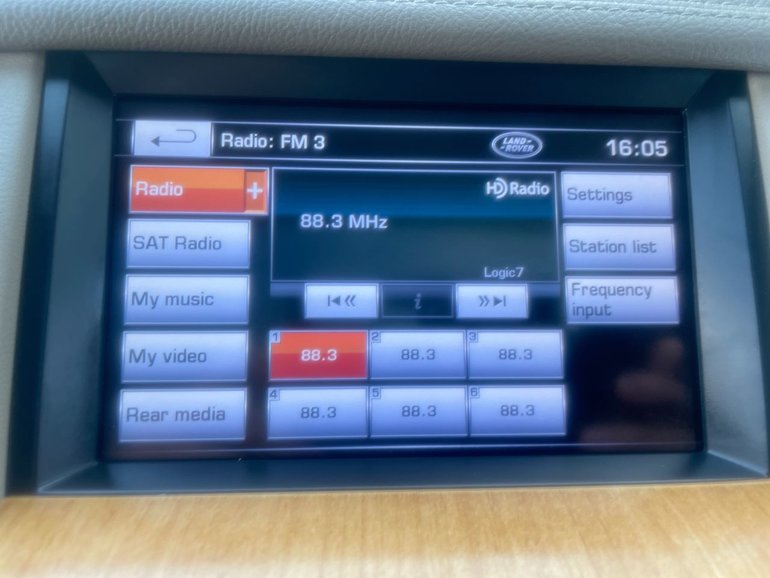 Radio: FM 3
LAND-
-ROVER
16:05
Radio +
SAT Radio
My music
My video
Rear media
HD Radio
88.3 MHz
Logic7
i
1 88.3
2 88.3
3 88.3
4 88.3
5 88.3
6 88.3
Settings
Station list
Frequency
input